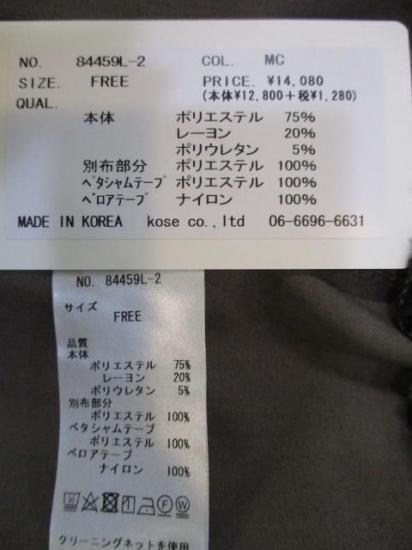 NO. 84459L-2 COL. MC
SIZE. FREE PRICE. ¥14,080
QUAL. (本体¥12,800+税¥1,280)
本体 ポリエステル 75%
レーヨン 20%
ポリウレタン 5%
別布部分 ポリエステル 100%
ペタシャムテープ ポリエステル 100%
ベロアテープ ナイロン 100%
MADE IN KOREA kose co.,ltd 06-6696-6631
NO. 84459L-2
サイズ
FREE
品質
本体
ポリエステル 75%
レーヨン 20%
ポリウレタン 5%
別布部分
ポリエステル 100%
ペタシャムテープ
ポリエステル 100%
ベロアテープ
ナイロン 100%
クリーニングネット使用